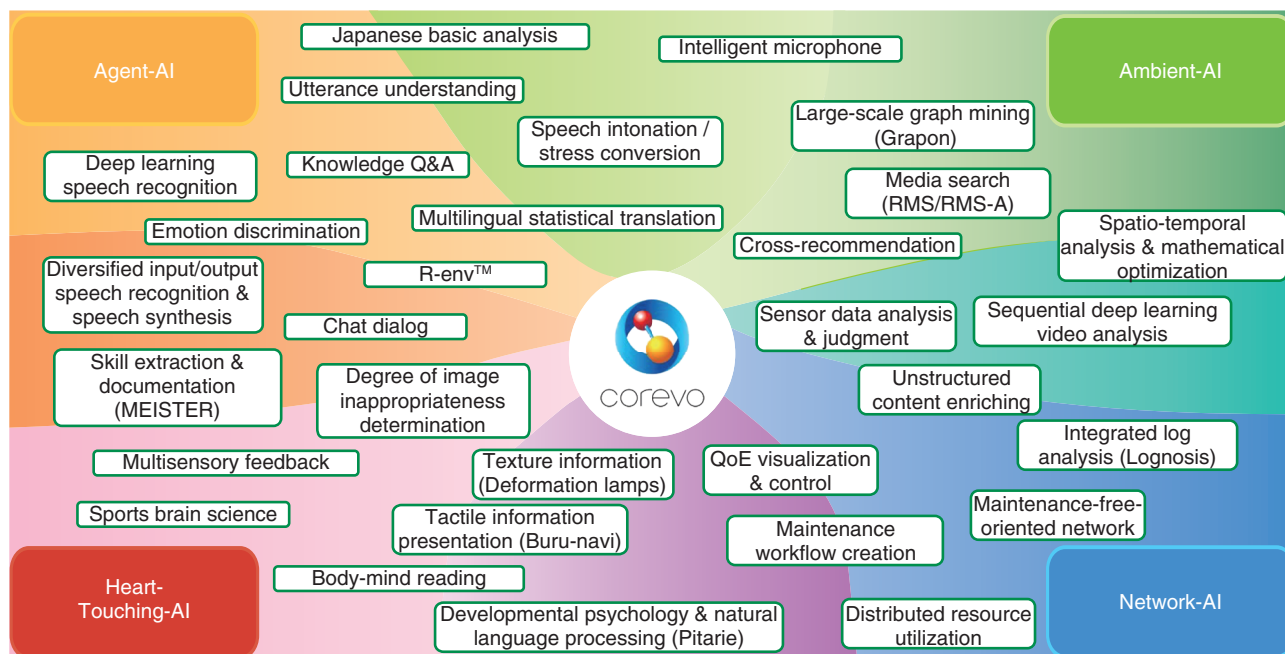 Agent-AI
Japanese basic analysis
Intelligent microphone
Ambient-AI
Utterance understanding
Speech intonation /
stress conversion
Large-scale graph mining
(Grapon)
Deep learning
speech recognition
Knowledge Q&A
Media search
(RMS/RMS-A)
Multilingual statistical translation
Emotion discrimination
Cross-recommendation
Spatio-temporal
analysis & mathematical
optimization
Diversified input/output
speech recognition &
speech synthesis
R-env™
Chat dialog
Sensor data analysis
& judgment
Sequential deep learning
video analysis
Skill extraction &
documentation
(MEISTER)
Degree of image
inappropriateness
determination
corevo
Unstructured
content enriching
Integrated log
analysis (Lognosis)
Multisensory feedback
Texture information
(Deformation lamps)
QoE visualization
& control
Sports brain science
Tactile information
presentation (Buru-navi)
Maintenance
workflow creation
Maintenance-free-
oriented network
Heart-
Touching-AI
Body-mind reading
Developmental psychology & natural
language processing (Pitarie)
Distributed resource
utilization
Network-AI